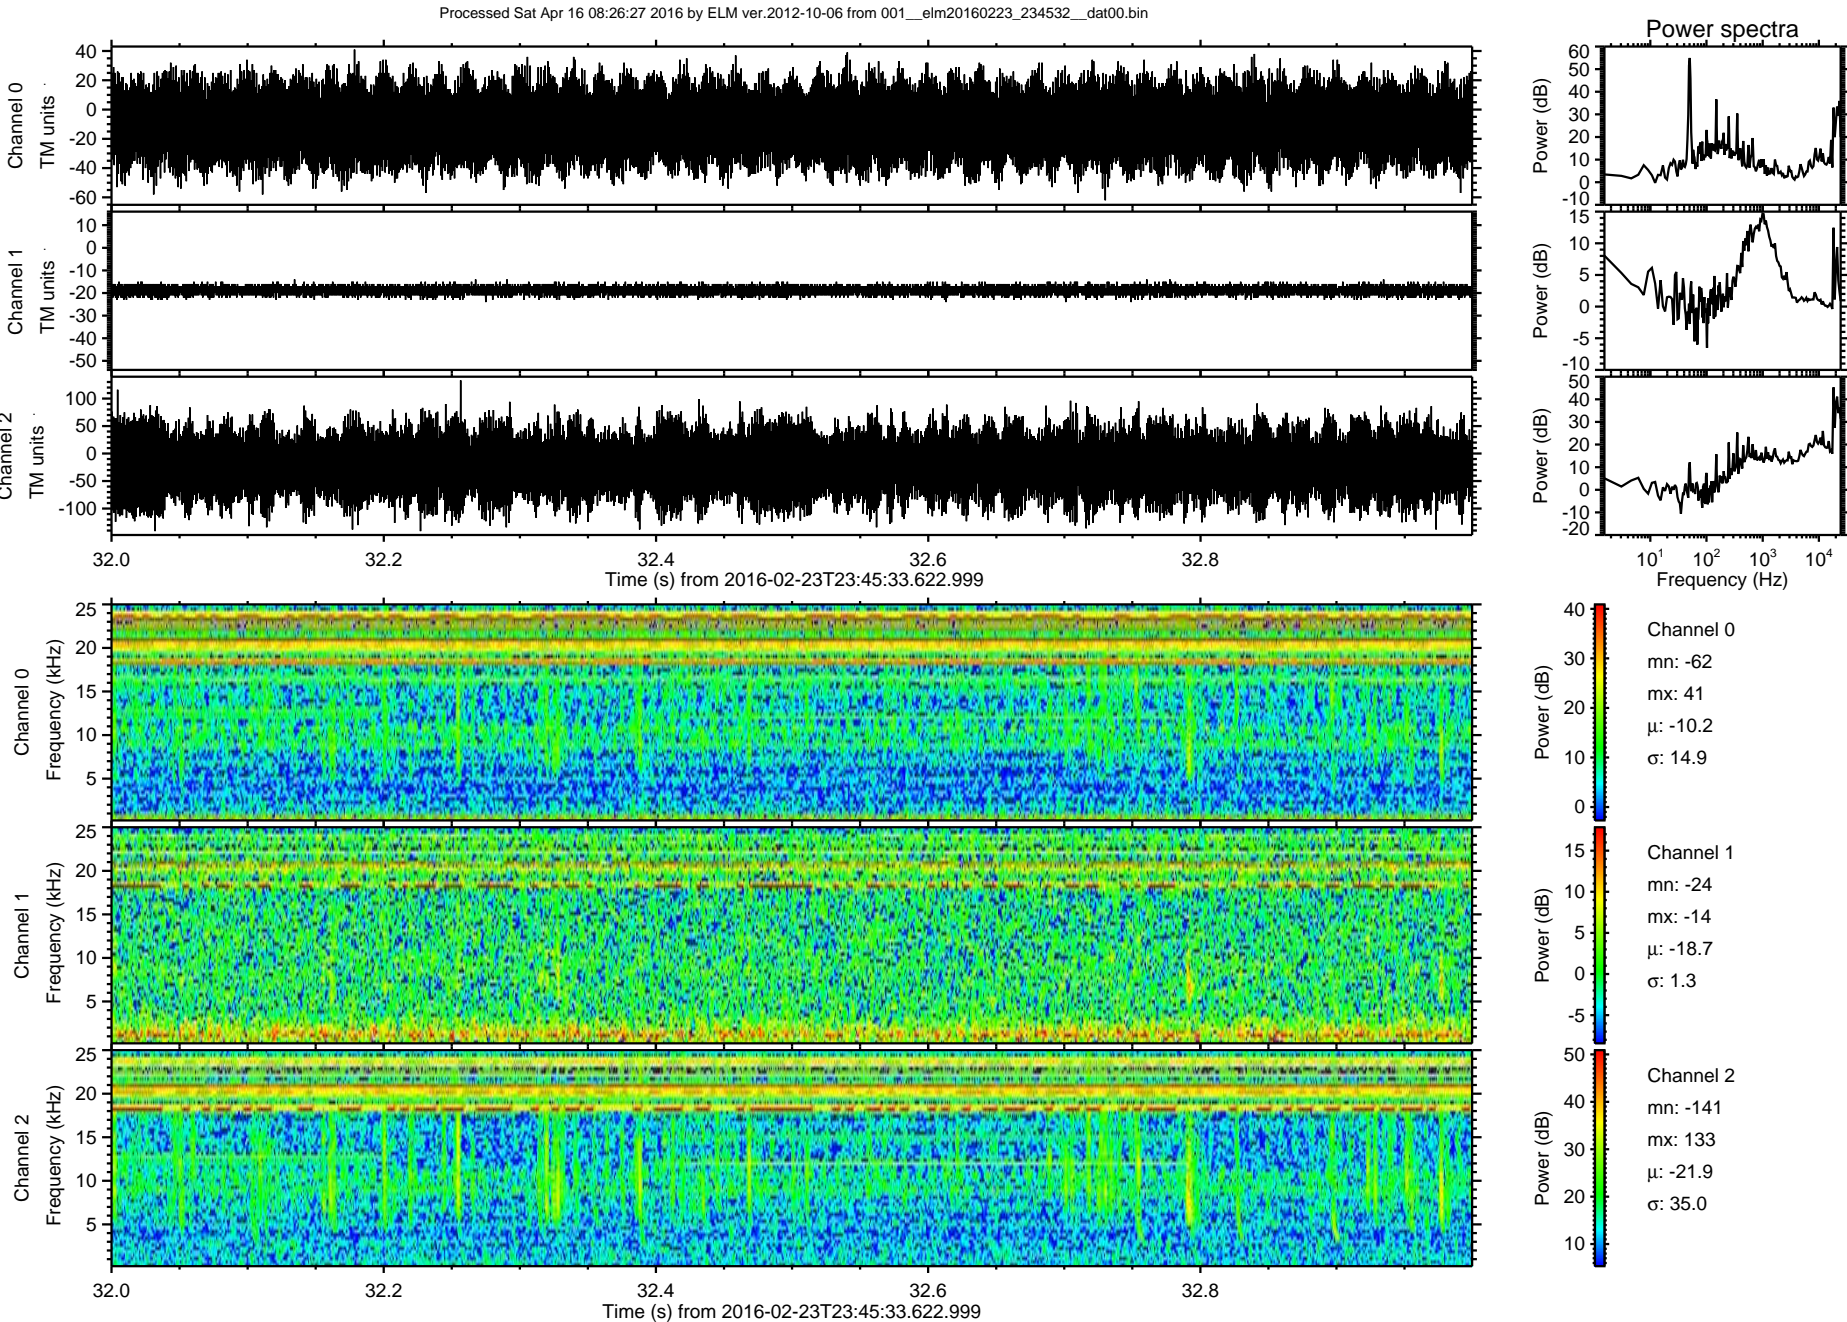 Processed Sat Apr 16 08:26:27 2016 by ELM ver.2012-10-06 from 001__elm20160223_234532__dat00.bin
Power spectra
Channel 0
TM units
40
20
0
-20
-40
-60
Power (dB)
60
50
40
30
20
10
0
-10
Channel 1
TM units
10
0
-10
-20
-30
-40
-50
Power (dB)
15
10
5
0
-5
-10
Channel 2
TM units
100
50
0
-50
-100
Power (dB)
50
40
30
20
10
0
-10
-20
32.0 32.2 32.4 32.6 32.8
Time (s) from 2016-02-23T23:45:33.622.999
10^1 10^2 10^3 10^4
Frequency (Hz)
Channel 0
Frequency (kHz)
25
20
15
10
5
Power (dB)
40
30
20
10
0
Channel 0
mn: -62
mx: 41
μ: -10.2
σ: 14.9
Channel 1
Frequency (kHz)
25
20
15
10
5
Power (dB)
15
10
5
0
-5
Channel 1
mn: -24
mx: -14
μ: -18.7
σ: 1.3
Channel 2
Frequency (kHz)
25
20
15
10
5
Power (dB)
50
40
30
20
10
Channel 2
mn: -141
mx: 133
μ: -21.9
σ: 35.0
32.0 32.2 32.4 32.6 32.8
Time (s) from 2016-02-23T23:45:33.622.999